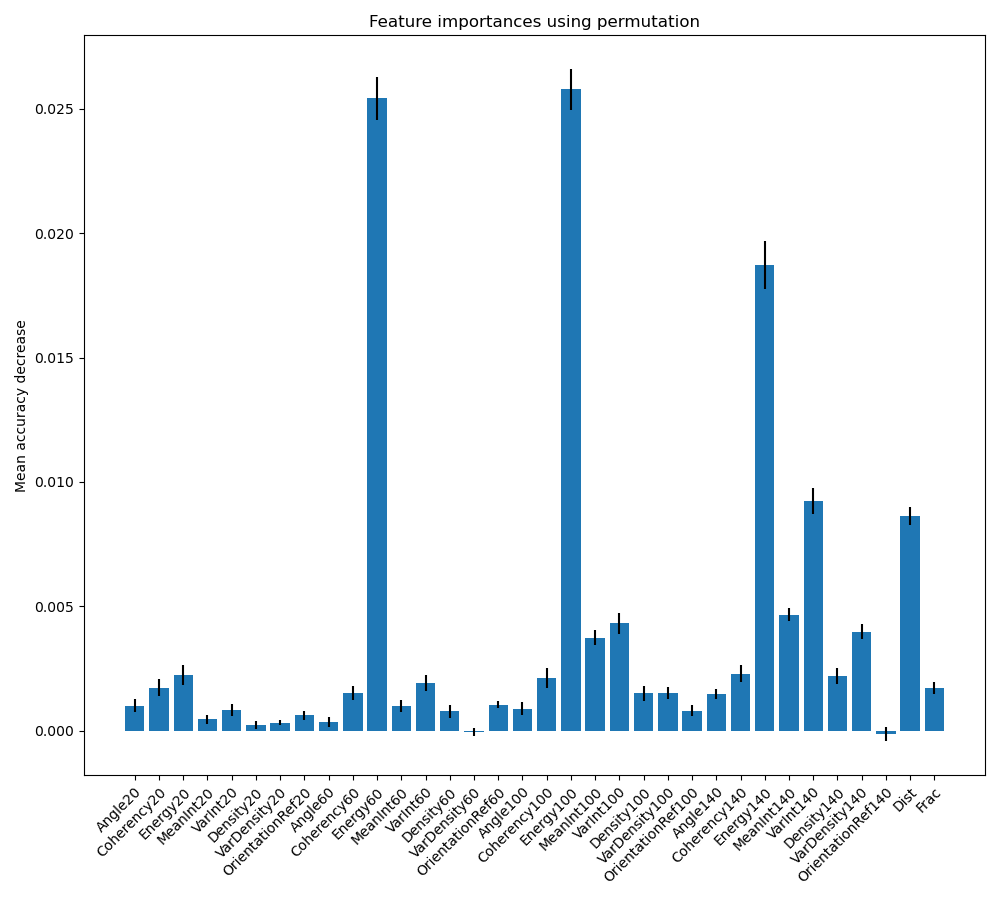 Feature importances using permutation
Mean accuracy decrease
0.025
0.020
0.015
0.010
0.005
0.000
Angle20
Coherency20
Energy20
MeanInt20
VarInt20
Density20
VarDensity20
OrientationRef20
Angle60
Coherency60
Energy60
MeanInt60
VarInt60
Density60
VarDensity60
OrientationRef60
Angle100
Coherency100
Energy100
MeanInt100
VarInt100
Density100
VarDensity100
OrientationRef100
Angle140
Coherency140
Energy140
MeanInt140
VarInt140
Density140
VarDensity140
OrientationRef140
Dist
Frac